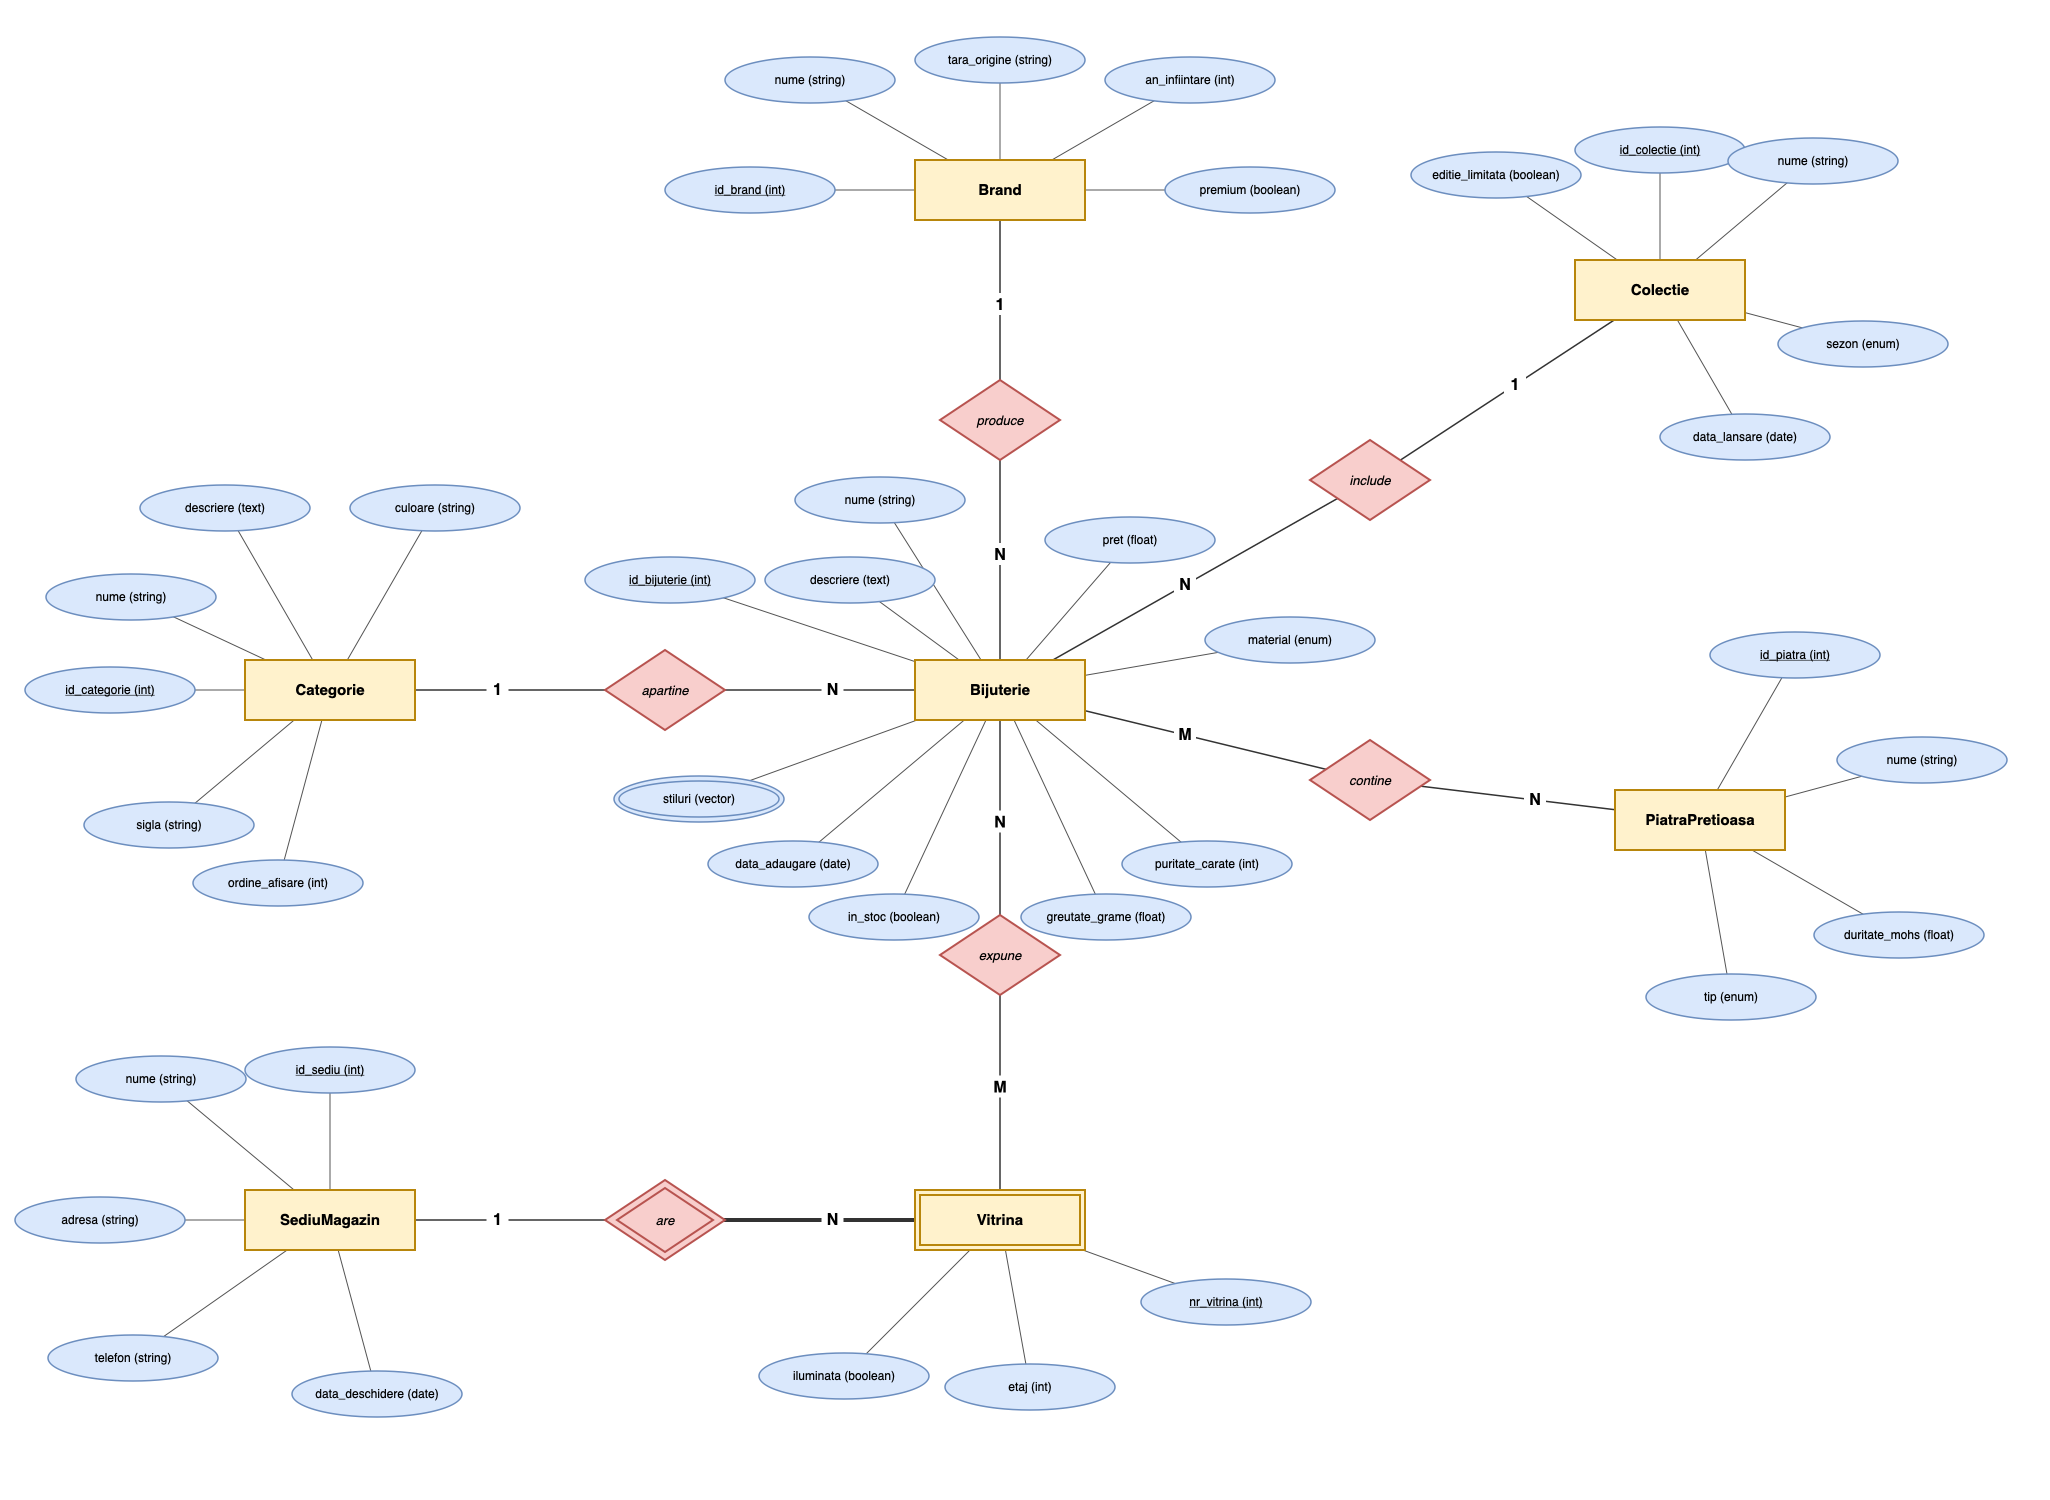 tara_origine (string)
nume (string)
an_infiintare (int)
id_brand (int)
Brand
premium (boolean)
id_colectie (int)
nume (string)
editie_limitata (boolean)
Colectie
sezon (enum)
data_lansare (date)
1
1
produce
include
N
N
descriere (text)
culoare (string)
nume (string)
id_categorie (int)
Categorie
sigla (string)
ordine_afisare (int)
1
apartine
N
nume (string)
pret (float)
id_bijuterie (int)
descriere (text)
material (enum)
Bijuterie
stiluri (vector)
data_adaugare (date)
in_stoc (boolean)
greutate_grame (float)
puritate_carate (int)
M
contine
N
id_piatra (int)
nume (string)
PiatraPretioasa
duritate_mohs (float)
tip (enum)
N
expune
M
nume (string)
id_sediu (int)
adresa (string)
SediuMagazin
telefon (string)
data_deschidere (date)
1
are
N
Vitrina
nr_vitrina (int)
iluminata (boolean)
etaj (int)